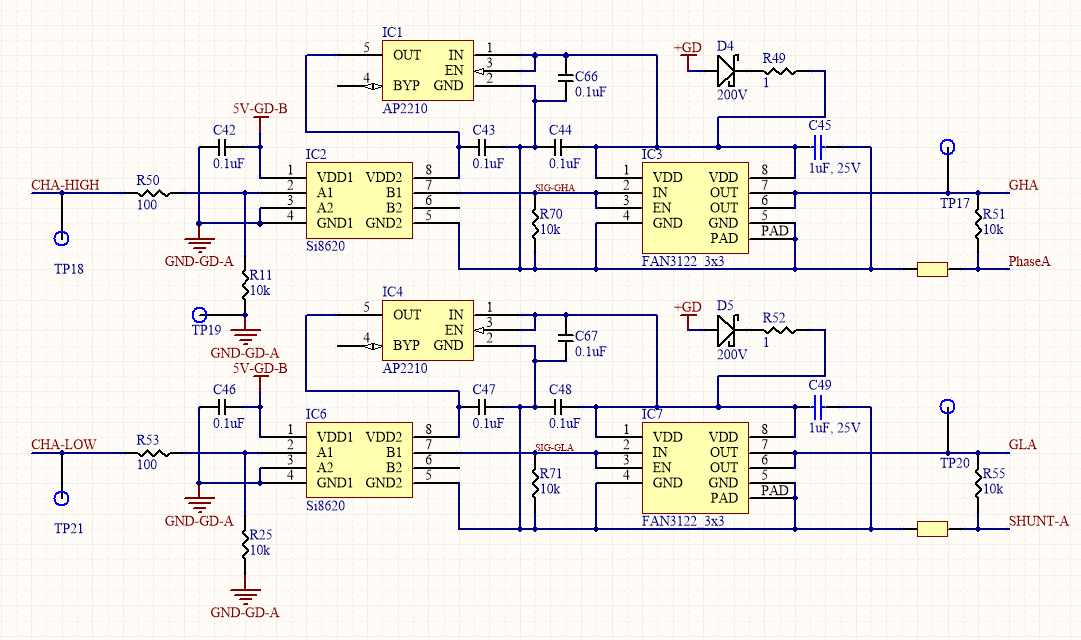 IC1
5 OUT IN 1
EN 3
4 BYP GND 2
AP2210
C66
0.1uF
+GD
D4
200V
R49
1
5V-GD-B
C42
0.1uF
C43
0.1uF
C44
0.1uF
C45
1uF, 25V
IC2
1 VDD1 VDD2 8
2 A1 B1 7
3 A2 B2 6
4 GND1 GND2 5
Si8620
IC3
1 VDD VDD 8
2 IN OUT 7
3 EN OUT 6
4 GND GND 5
PAD PAD
FAN3122_3x3
CHA-HIGH
R50
100
TP18
GND-GD-A
SIG-GHA
R70
10k
TP17
GHA
R51
10k
PhaseA
R11
10k
TP19
GND-GD-A
IC4
5 OUT IN 1
EN 3
4 BYP GND 2
AP2210
C67
0.1uF
+GD
D5
200V
R52
1
5V-GD-B
C46
0.1uF
C47
0.1uF
C48
0.1uF
C49
1uF, 25V
IC6
1 VDD1 VDD2 8
2 A1 B1 7
3 A2 B2 6
4 GND1 GND2 5
Si8620
IC7
1 VDD VDD 8
2 IN OUT 7
3 EN OUT 6
4 GND GND 5
PAD PAD
FAN3122_3x3
CHA-LOW
R53
100
TP21
GND-GD-A
SIG-GLA
R71
10k
TP20
GLA
R55
10k
SHUNT-A
R25
10k
GND-GD-A